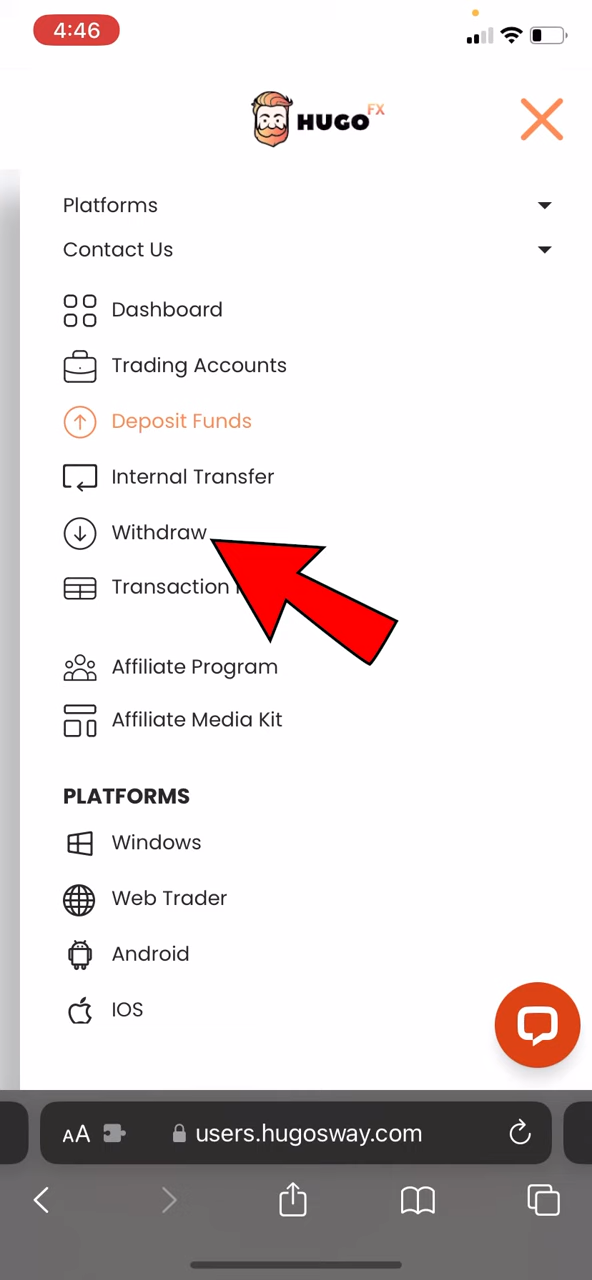 4:46
HUGO FX
Platforms
Contact Us
Dashboard
Trading Accounts
Deposit Funds
Internal Transfer
Withdraw
Transaction
Affiliate Program
Affiliate Media Kit
PLATFORMS
Windows
Web Trader
Android
IOS
AA users.hugosway.com